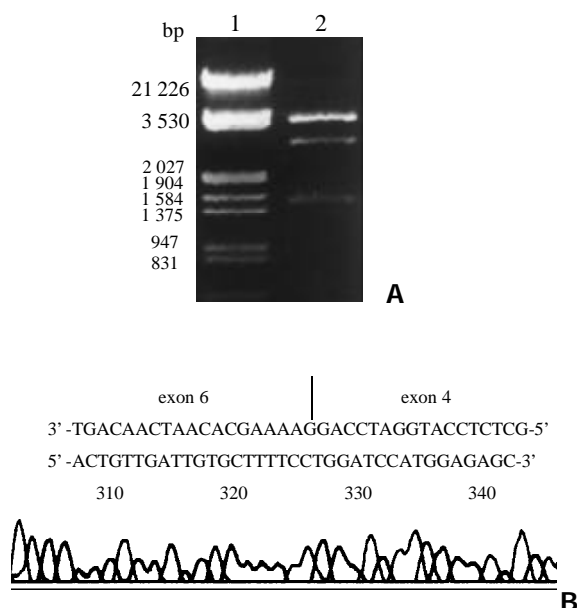 bp 1 2
21 226
3 530
2 027
1 904
1 584
1 375
947
831
A
exon 6 exon 4
3' -TGACAACTAACACGAAAAGGACCTAGGTACCTCTCG-5'
5' -ACTGTTGATTGTGCTTTTCCTGGATCCATGGAGAGC-3'
310 320 330 340
B